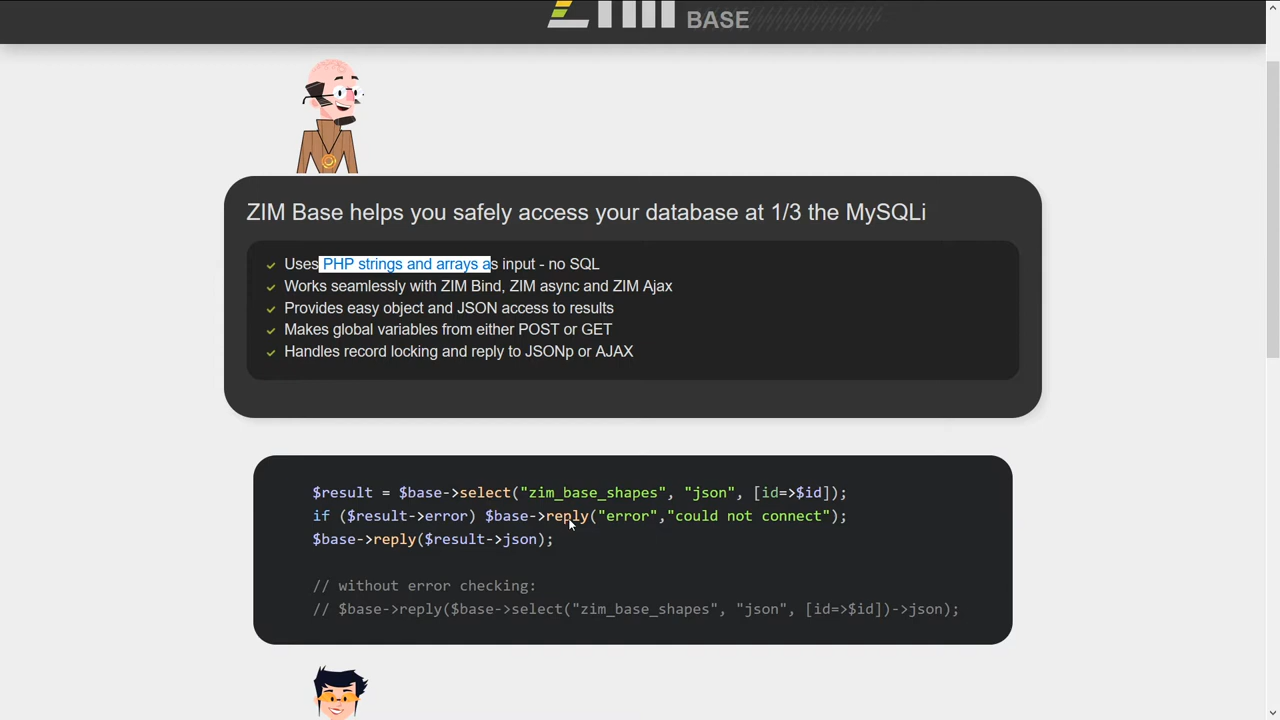 ZIM BASE
ZIM Base helps you safely access your database at 1/3 the MySQLi
Uses PHP strings and arrays as input - no SQL
Works seamlessly with ZIM Bind, ZIM async and ZIM Ajax
Provides easy object and JSON access to results
Makes global variables from either POST or GET
Handles record locking and reply to JSONp or AJAX
$result = $base->select("zim_base_shapes", "json", [id=>$id]);
if ($result->error) $base->reply("error","could not connect");
$base->reply($result->json);
// without error checking:
// $base->reply($base->select("zim_base_shapes", "json", [id=>$id])->json);